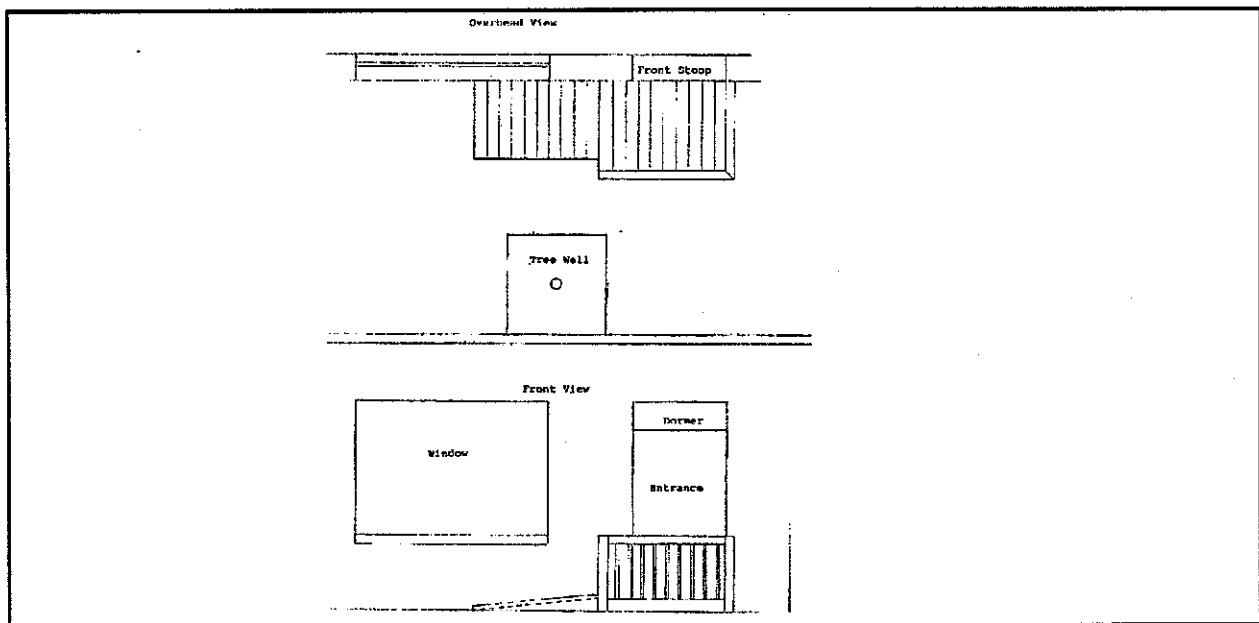 Overhead View
Front Stoop
Tree Well
Front View
Dormer
Window
Entrance